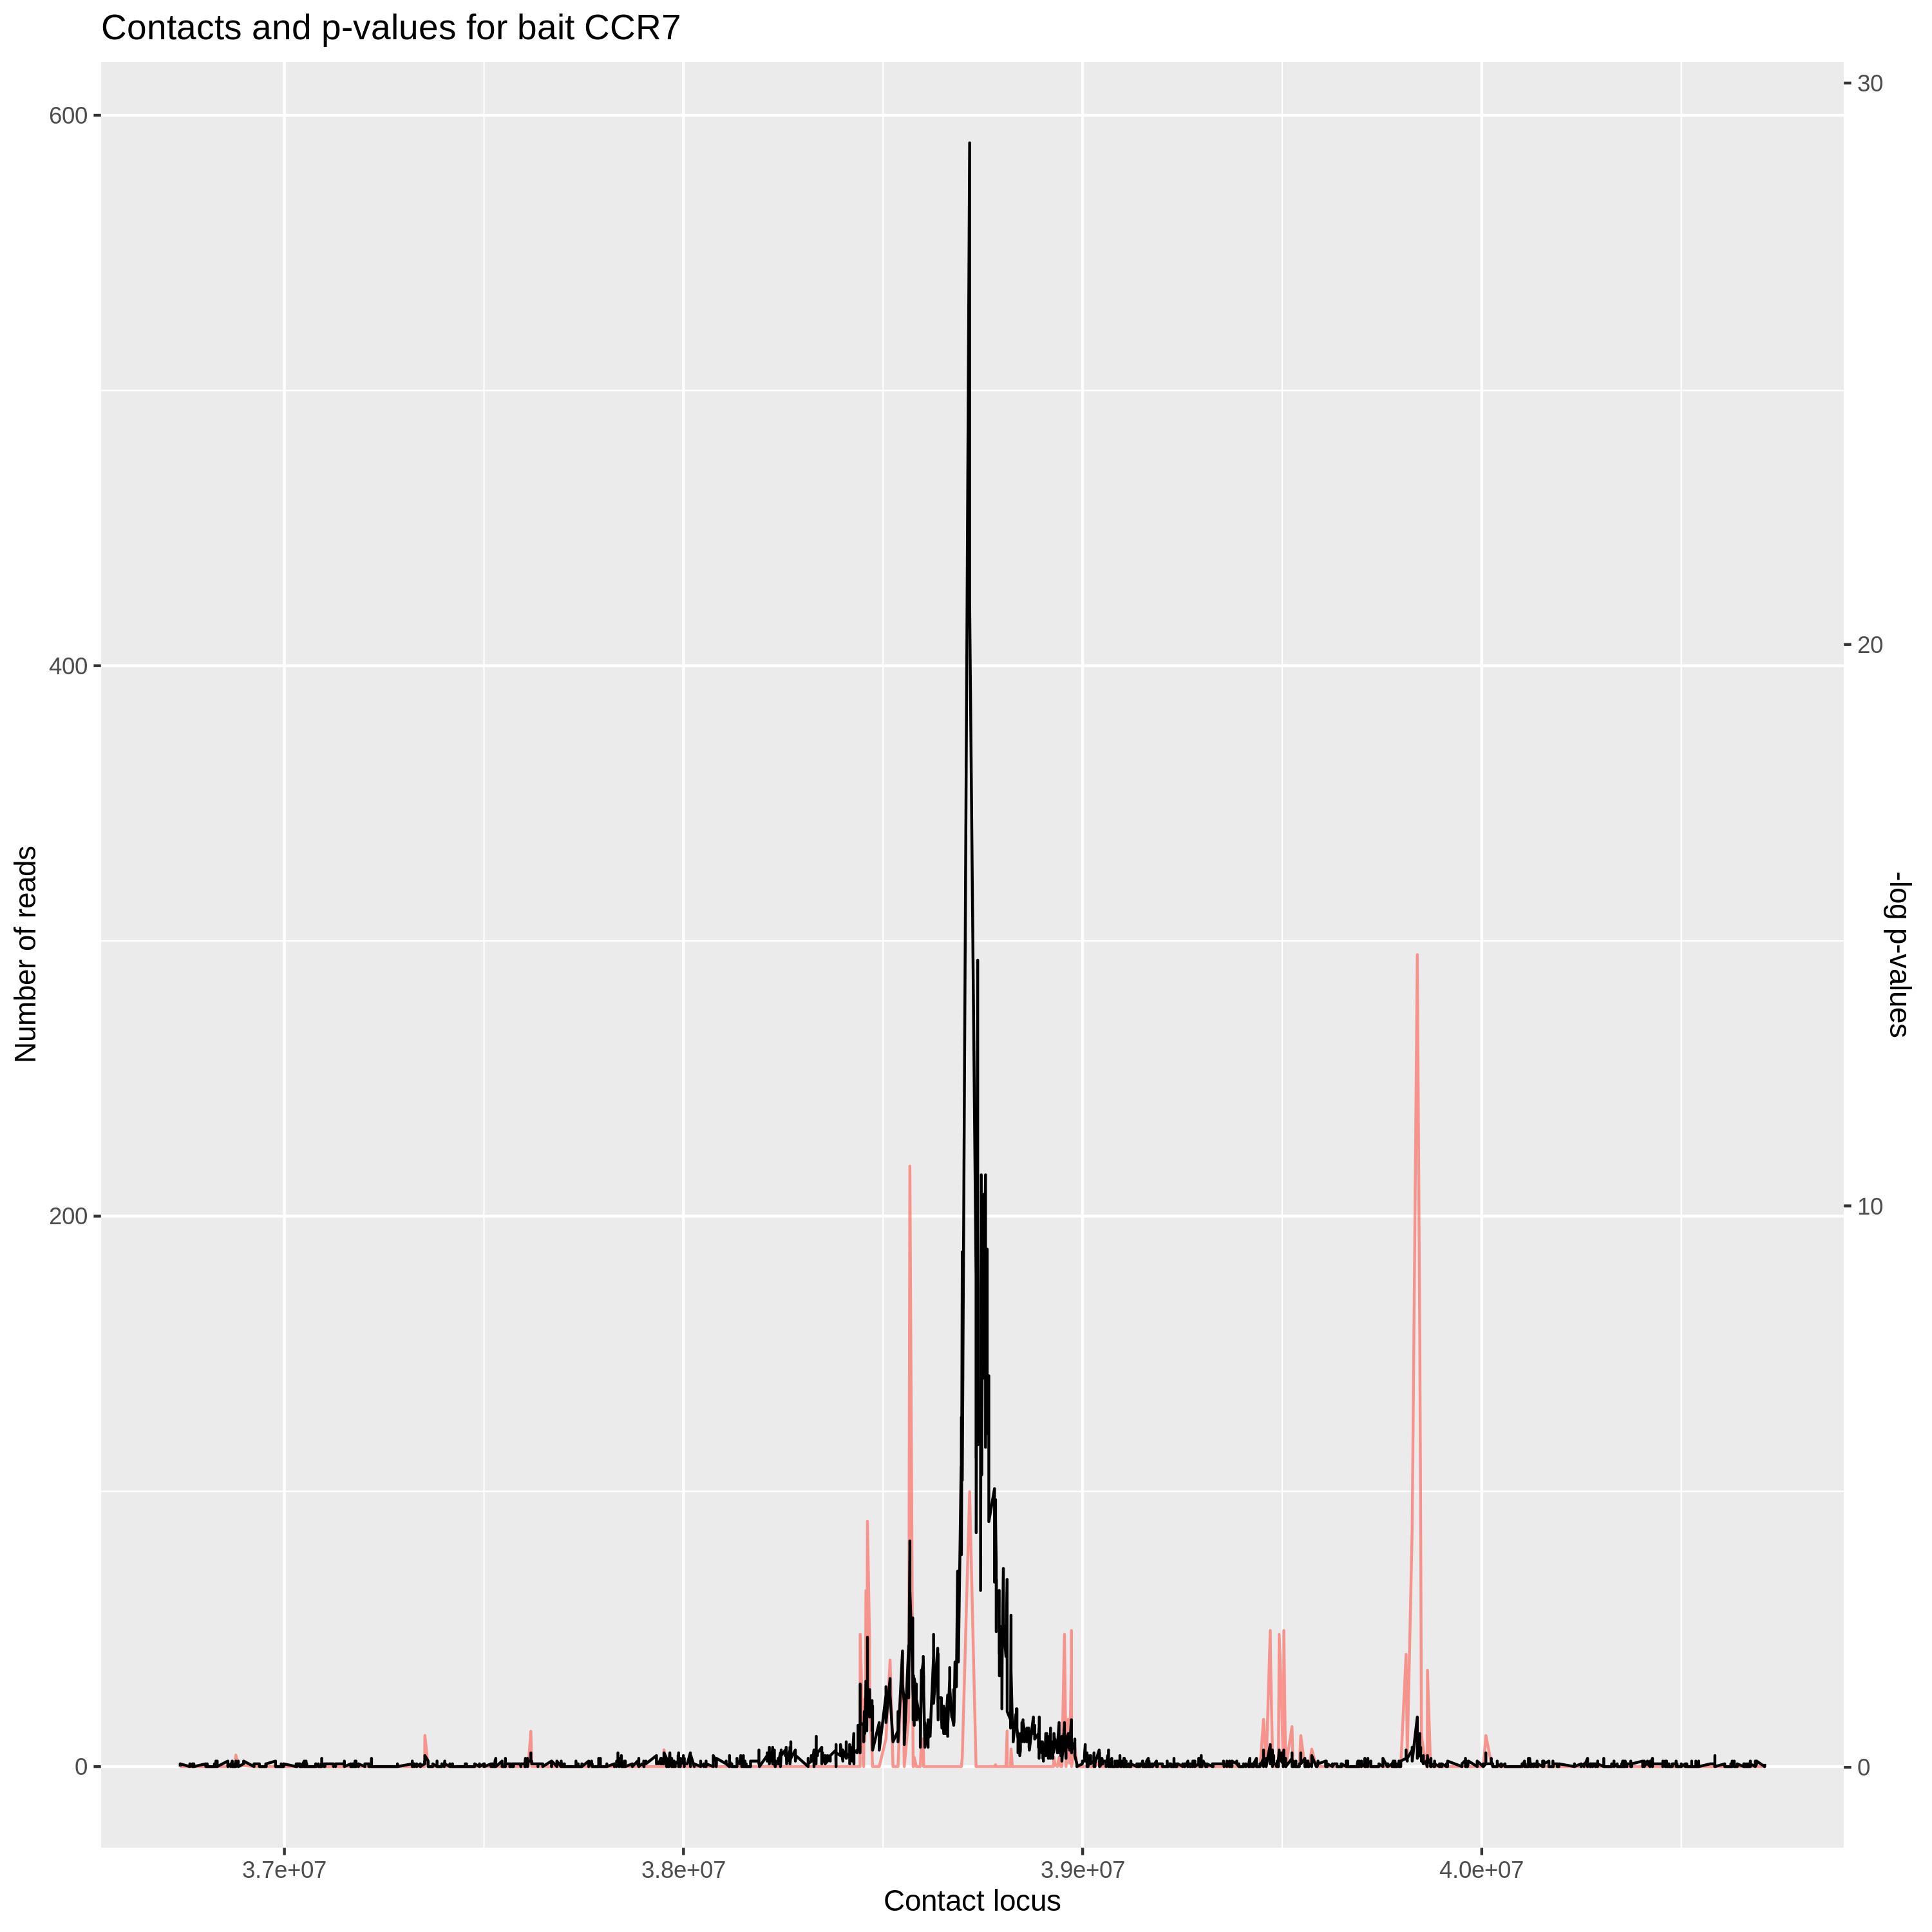 Contacts and p-values for bait CCR7
600
400
200
0
Number of reads
30
20
10
0
-log p-values
3.7e+07
3.8e+07
3.9e+07
4.0e+07
Contact locus